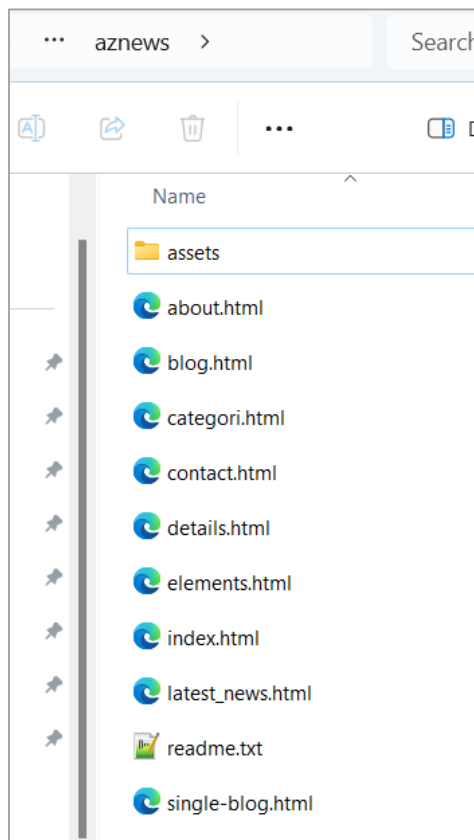 aznews
Search
Name
assets
about.html
blog.html
categori.html
contact.html
details.html
elements.html
index.html
latest_news.html
readme.txt
single-blog.html